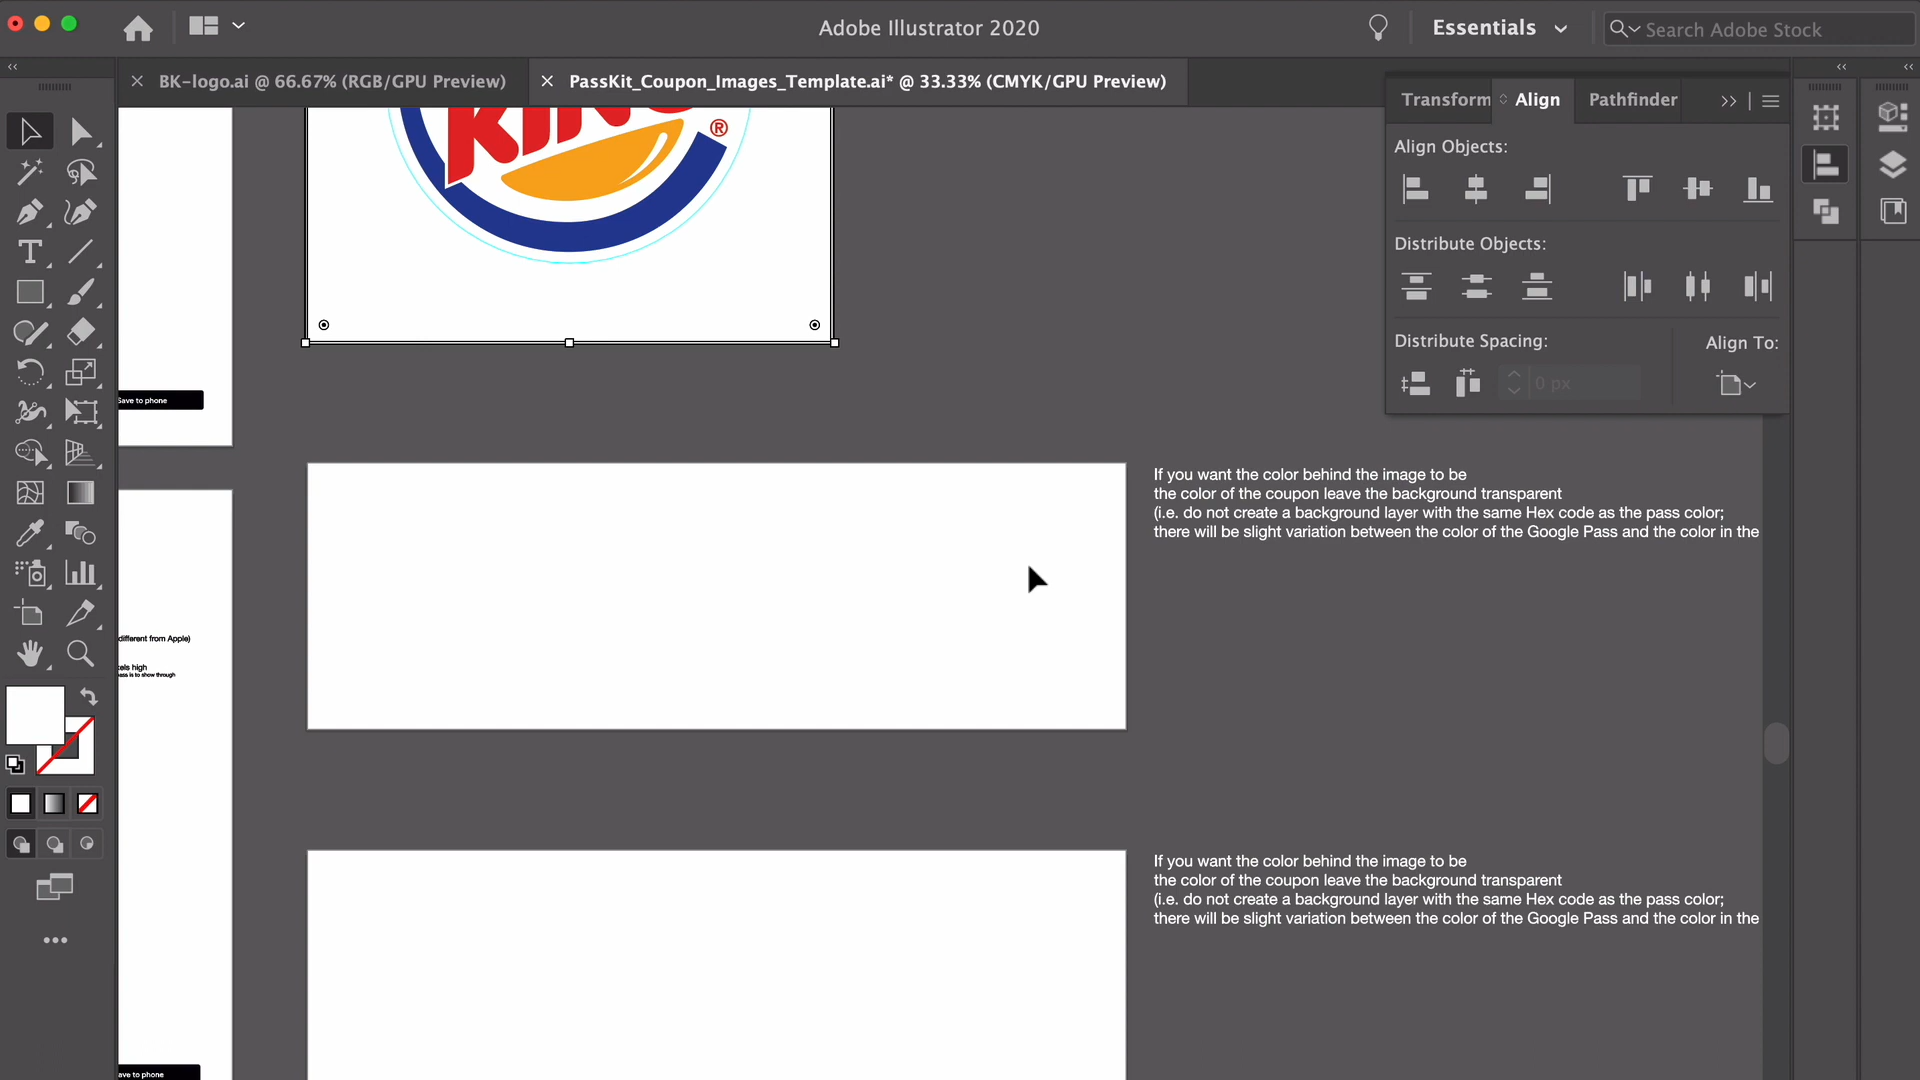 Adobe Illustrator 2020
Essentials
Search Adobe Stock
BK-logo.ai @ 66.67% (RGB/GPU Preview)
PassKit_Coupon_Images_Template.ai* @ 33.33% (CMYK/GPU Preview)
Transform
Align
Pathfinder
Align Objects:
Distribute Objects:
Distribute Spacing:
Align To:
0 px
®
Save to phone
If you want the color behind the image to be
the color of the coupon leave the background transparent
(i.e. do not create a background layer with the same Hex code as the pass color;
there will be slight variation between the color of the Google Pass and the color in the
different from Apple)
xels high
pass is to show through
If you want the color behind the image to be
the color of the coupon leave the background transparent
(i.e. do not create a background layer with the same Hex code as the pass color;
there will be slight variation between the color of the Google Pass and the color in the
ave to phone